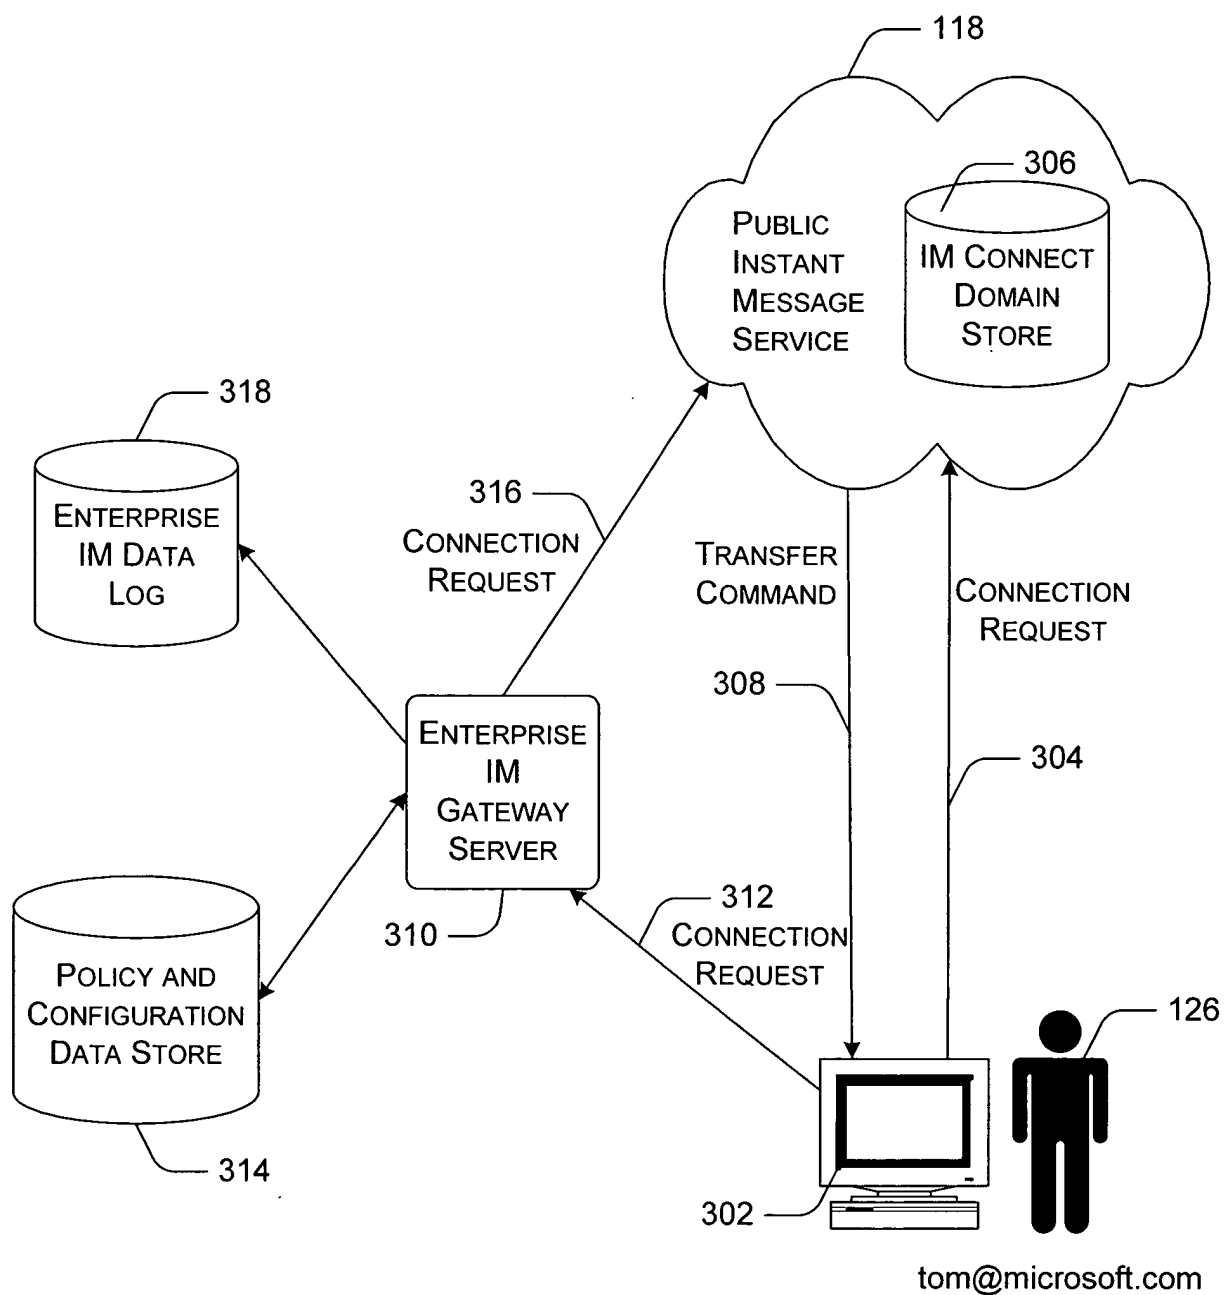 118
306
PUBLIC
INSTANT
MESSAGE
SERVICE
IM CONNECT
DOMAIN
STORE
318
ENTERPRISE
IM DATA
LOG
316
CONNECTION
REQUEST
TRANSFER
COMMAND
CONNECTION
REQUEST
308
304
ENTERPRISE
IM
GATEWAY
SERVER
310
312
CONNECTION
REQUEST
POLICY AND
CONFIGURATION
DATA STORE
314
126
302
tom@microsoft.com